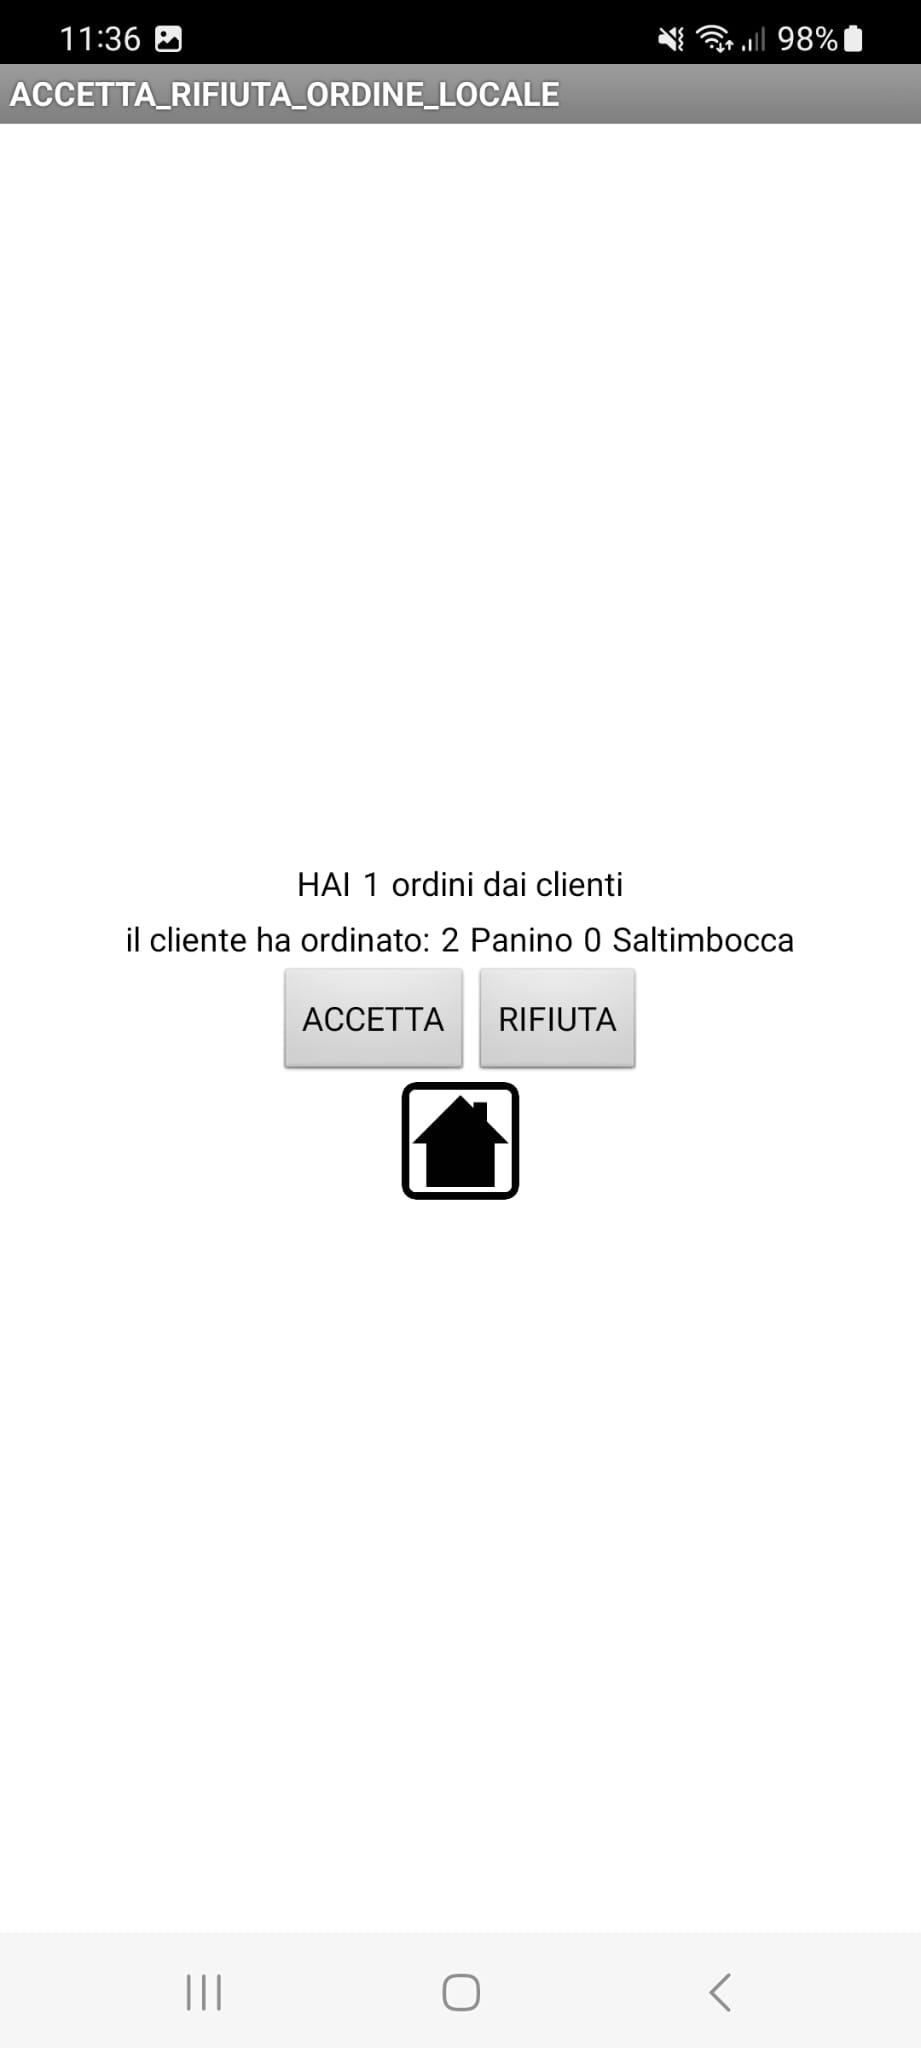 11:36 98%
ACCETTA_RIFIUTA_ORDINE_LOCALE
HAI 1 ordini dai clienti
il cliente ha ordinato: 2 Panino 0 Saltimbocca
ACCETTA RIFIUTA